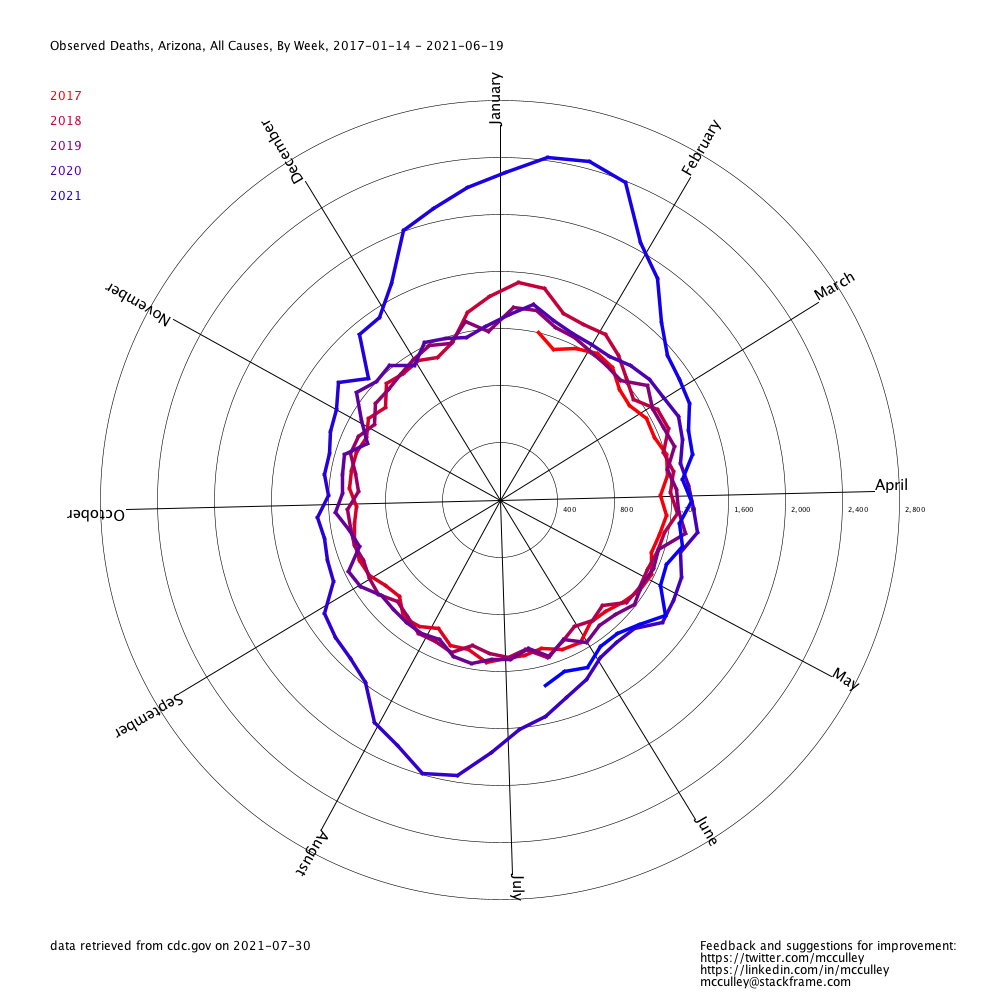 Observed Deaths, Arizona, All Causes, By Week, 2017-01-14 - 2021-06-19
2017
2018
2019
2020
2021
January
February
March
April
May
June
July
August
September
October
November
December
400
800
1,600
2,000
2,400
2,800
data retrieved from cdc.gov on 2021-07-30
Feedback and suggestions for improvement:
https://twitter.com/mcculley
https://linkedin.com/in/mcculley
mcculley@stackframe.com